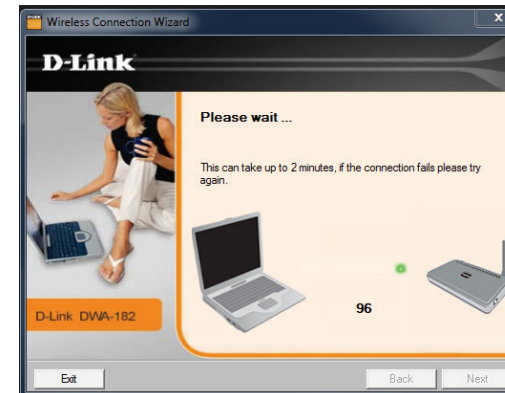 Wireless Connection Wizard
X
D-Link
Please wait ...
This can take up to 2 minutes, if the connection fails please try
again.
96
D-Link DWA-182
Exit
Back
Next